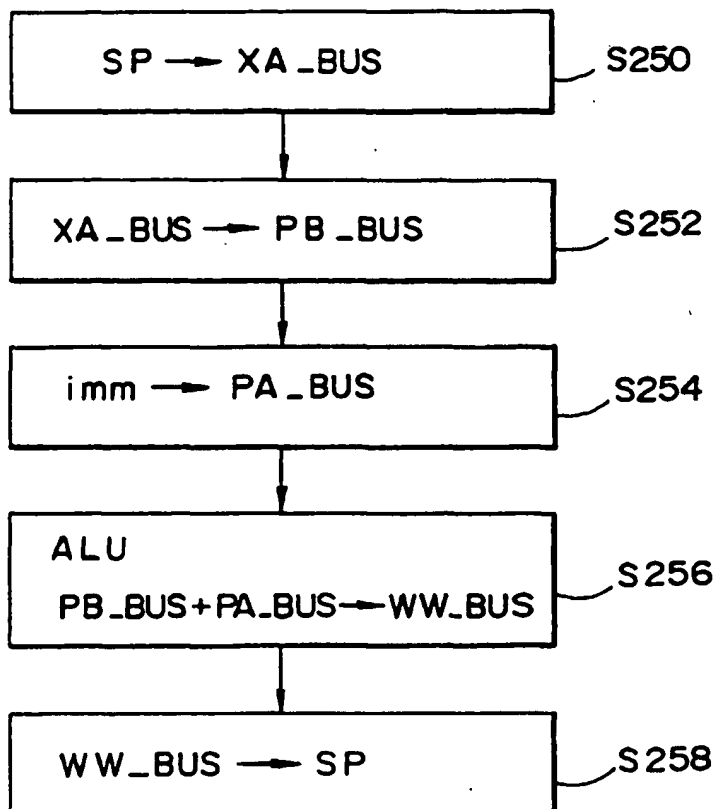 SP → XA_BUS
S250
XA_BUS → PB_BUS
S252
imm → PA_BUS
S254
ALU
PB_BUS+PA_BUS→WW_BUS
S256
WW_BUS → SP
S258